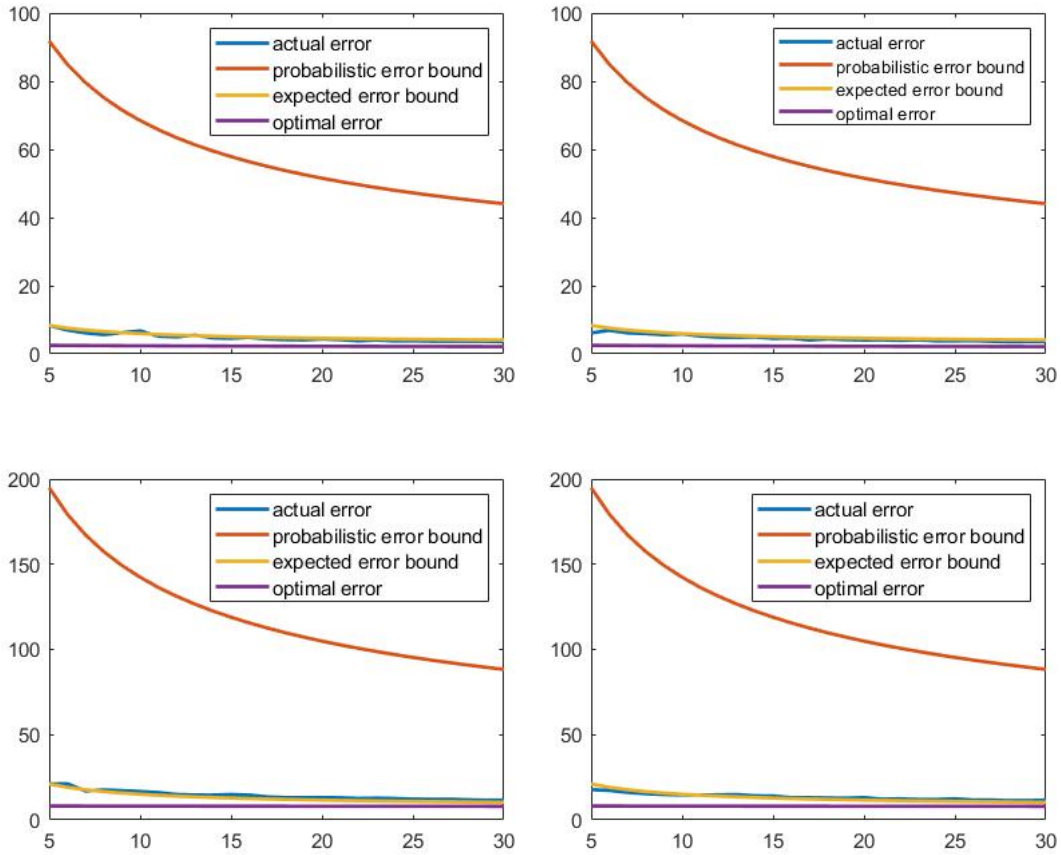 100
80
60
40
20
0
5 10 15 20 25 30
actual error
probabilistic error bound
expected error bound
optimal error
100
80
60
40
20
0
5 10 15 20 25 30
actual error
probabilistic error bound
expected error bound
optimal error
200
150
100
50
0
5 10 15 20 25 30
actual error
probabilistic error bound
expected error bound
optimal error
200
150
100
50
0
5 10 15 20 25 30
actual error
probabilistic error bound
expected error bound
optimal error